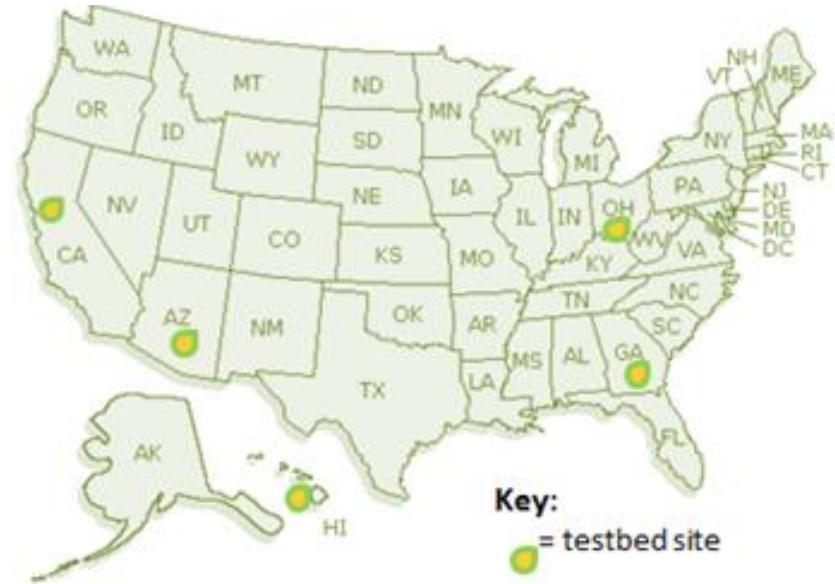 WA
MT
ND
MN
OR
ID
SD
WI
MI
NH
VT
ME
NY
MA
RI
CT
WY
NE
IA
PA
NJ
DE
MD
DC
NV
UT
CO
KS
MO
IL
IN
OH
WV
VA
KY
CA
AZ
NM
OK
AR
TN
NC
SC
MS
AL
GA
LA
TX
FL
AK
HI
Key:
= testbed site